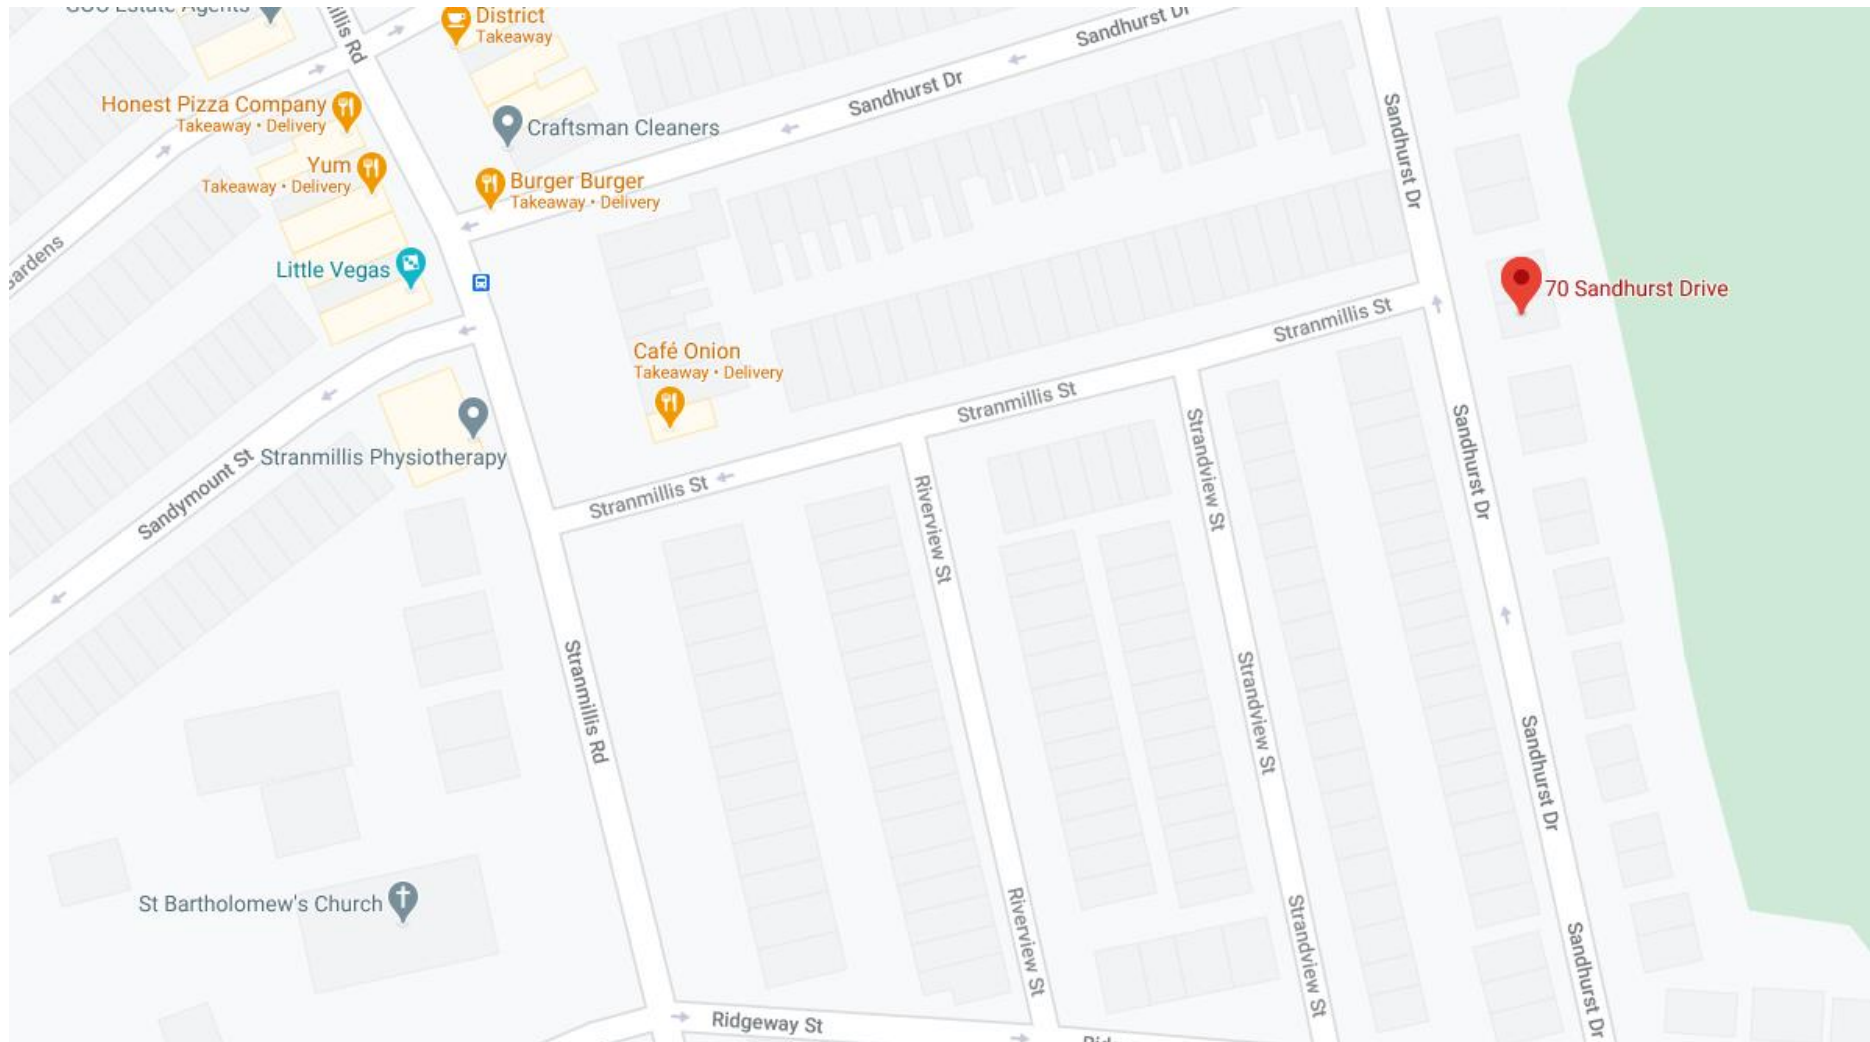 Estate Agents
District
Takeaway
Sandhurst Dr
Honest Pizza Company
Takeaway • Delivery
Sandhurst Dr
Craftsman Cleaners
Sandhurst Dr
Yum
Takeaway • Delivery
Burger Burger
Takeaway • Delivery
Little Vegas
70 Sandhurst Drive
Stranmillis St
Café Onion
Takeaway • Delivery
Stranmillis St
Strandview St
Sandhurst Dr
Stranmillis Physiotherapy
Sandymount St
Stranmillis St
Riverview St
Stranmillis Rd
Strandview St
Sandhurst Dr
St Bartholomew's Church
Riverview St
Strandview St
Sandhurst Dr
Ridgeway St